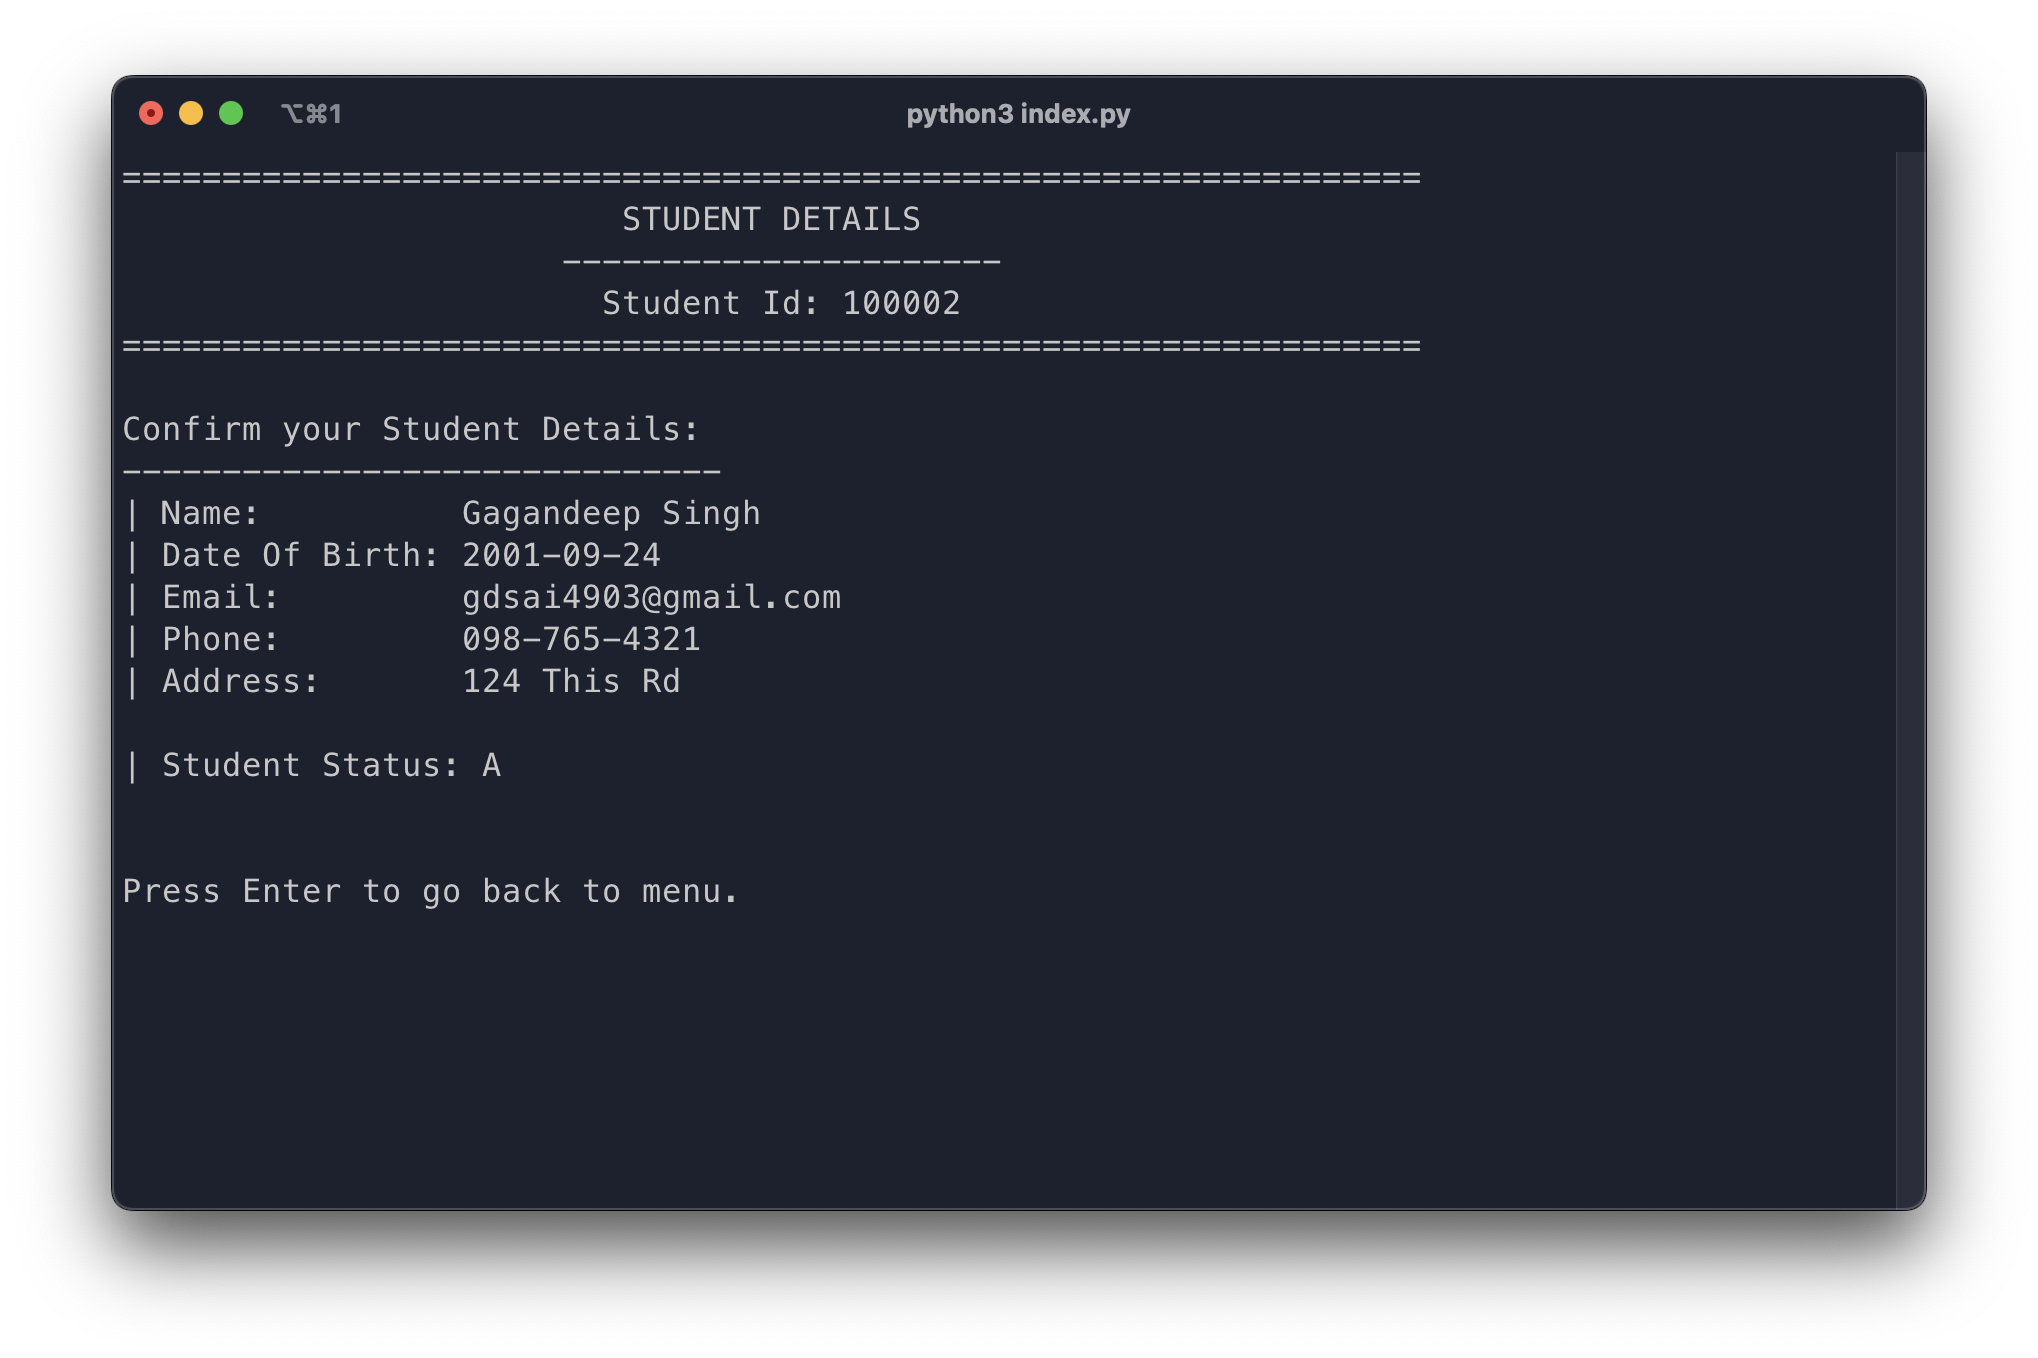 ⌥⌘1
python3 index.py
=================================================================
STUDENT DETAILS
----------------------
Student Id: 100002
=================================================================
Confirm your Student Details:
------------------------------
| Name: Gagandeep Singh
| Date Of Birth: 2001-09-24
| Email: gdsai4903@gmail.com
| Phone: 098-765-4321
| Address: 124 This Rd
| Student Status: A
Press Enter to go back to menu.